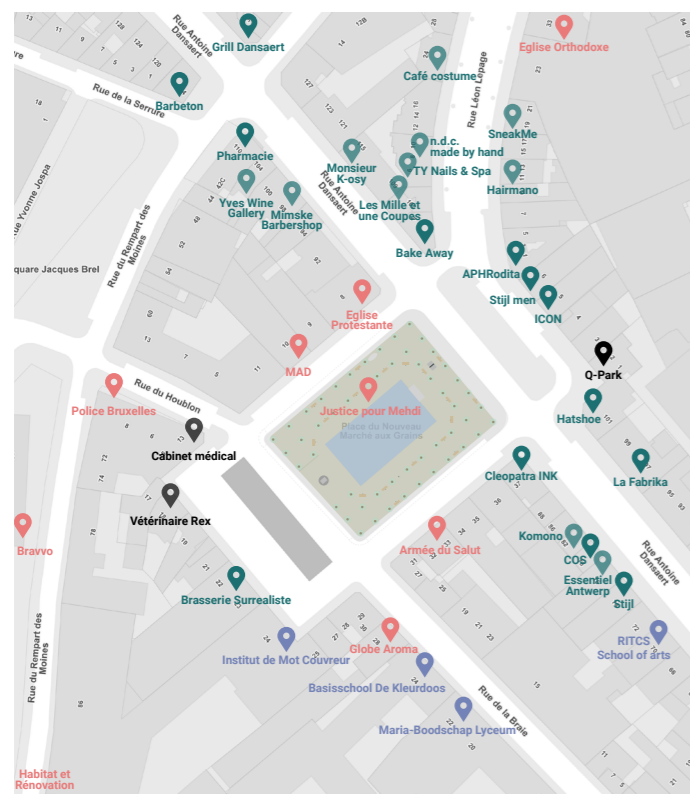 Rue Antoine
Dansaert
Grill Dansaert
Eglise Orthodoxe
Café costume
Rue Léon Lepage
Rue de la Serrure
Barbeton
SneakMe
Pharmacie
n.d.c.
made by hand
TY Nails & Spa
Monsieur
K-osy
Hairmano
Rue Antoine
Dansaert
Yves Wine
Gallery
Mimske
Barbershop
Les Mille et
une Coupes
Bake Away
Rue Yvonne Jospa
Rue du Rempart des
Moines
Square Jacques Brel
APHRodita
Stijl men
ICON
Eglise
Protestante
MAD
Q-Park
Rue du Houblon
Police Bruxelles
Justice pour Mehdi
Place du Nouveau
Marché aux Grains
Hatshoe
Cabinet médical
Cleopatra INK
La Fabrika
Vétérinaire Rex
Bravvo
Armée du Salut
Komono
COS
Essentiel
Antwerp
Stijl
Rue Antoine
Dansaert
Brasserie Surrealiste
Rue du Rempart des
Moines
Institut de Mot Couvreur
Globe Aroma
RITCS
School of arts
Basisschool De Kleurdoos
Rue de la Braie
Maria-Boodschap Lyceum
Habitat et
Rénovation